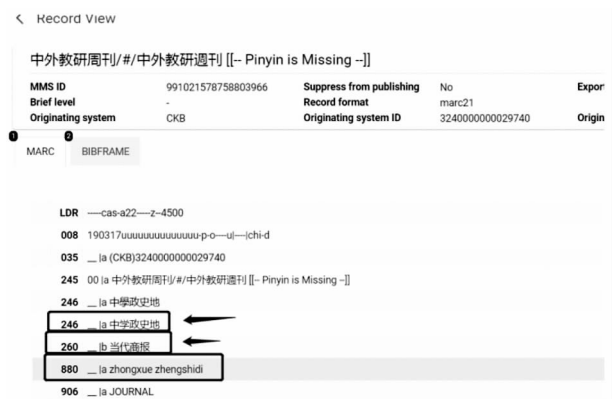 Record View
中外教研周刊/#/中外教研週刊 [[-- Pinyin is Missing --]]
MMS ID 991021578758803966 Suppress from publishing No Expor
Brief level - Record format marc21
Originating system CKB Originating system ID 3240000000029740 Origin
1 2
MARC BIBFRAME
LDR -----cas-a22-----z--4500
008 190317uuuuuuuuuuuuuu-p-o----u|----|chi-d
035 __ |a (CKB)3240000000029740
245 00 |a 中外教研周刊/#/中外教研週刊 [[-- Pinyin is Missing --]]
246 __ |a 中學政史地
246 __ |a 中学政史地
260 __ |b 当代商报
880 __ |a zhongxue zhengshidi
906 __ |a JOURNAL